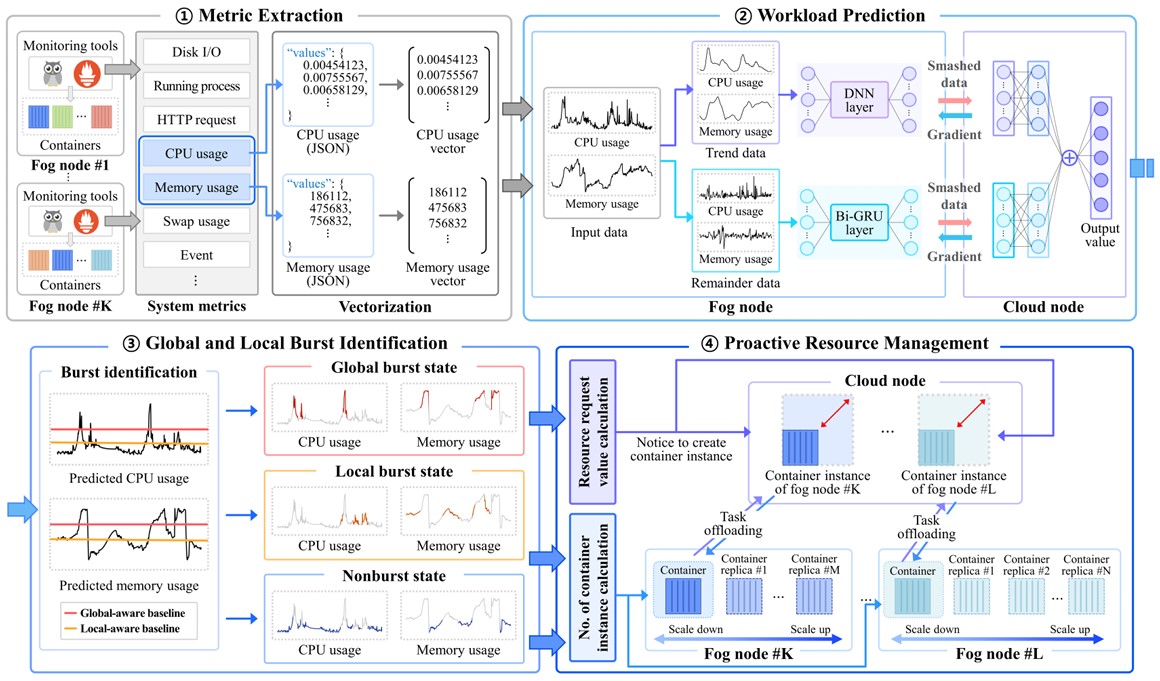 ① Metric Extraction
Monitoring tools
...
Containers
Fog node #1
⋮
Monitoring tools
...
Containers
Fog node #K
Disk I/O
Running process
HTTP request
CPU usage
Memory usage
Swap usage
Event
⋮
System metrics
“values”: {
0.00454123,
0.00755567,
0.00658129,
⋮
}
CPU usage
(JSON)
0.00454123
0.00755567
0.00658129
⋮
CPU usage
vector
“values”: {
186112,
475683,
756832,
⋮
}
Memory usage
(JSON)
186112
475683
756832
⋮
Memory usage
vector
Vectorization
② Workload Prediction
CPU usage
Memory usage
Input data
CPU usage
Memory usage
Trend data
CPU usage
Memory usage
Remainder data
DNN
layer
Bi-GRU
layer
Fog node
Smashed
data
Gradient
Smashed
data
Gradient
Output
value
Cloud node
③ Global and Local Burst Identification
Burst identification
Predicted CPU usage
Predicted memory usage
Global-aware baseline
Local-aware baseline
Global burst state
CPU usage
Memory usage
Local burst state
CPU usage
Memory usage
Nonburst state
CPU usage
Memory usage
④ Proactive Resource Management
Resource request
value calculation
No. of container
instance calculation
Notice to create
container instance
Cloud node
...
Container instance
of fog node #K
Container instance
of fog node #L
Task
offloading
Task
offloading
Container
Container
replica #1
...
Container
replica #M
Scale down
Scale up
Fog node #K
...
Container
Container
replica #1
Container
replica #2
...
Container
replica #N
Scale down
Scale up
Fog node #L